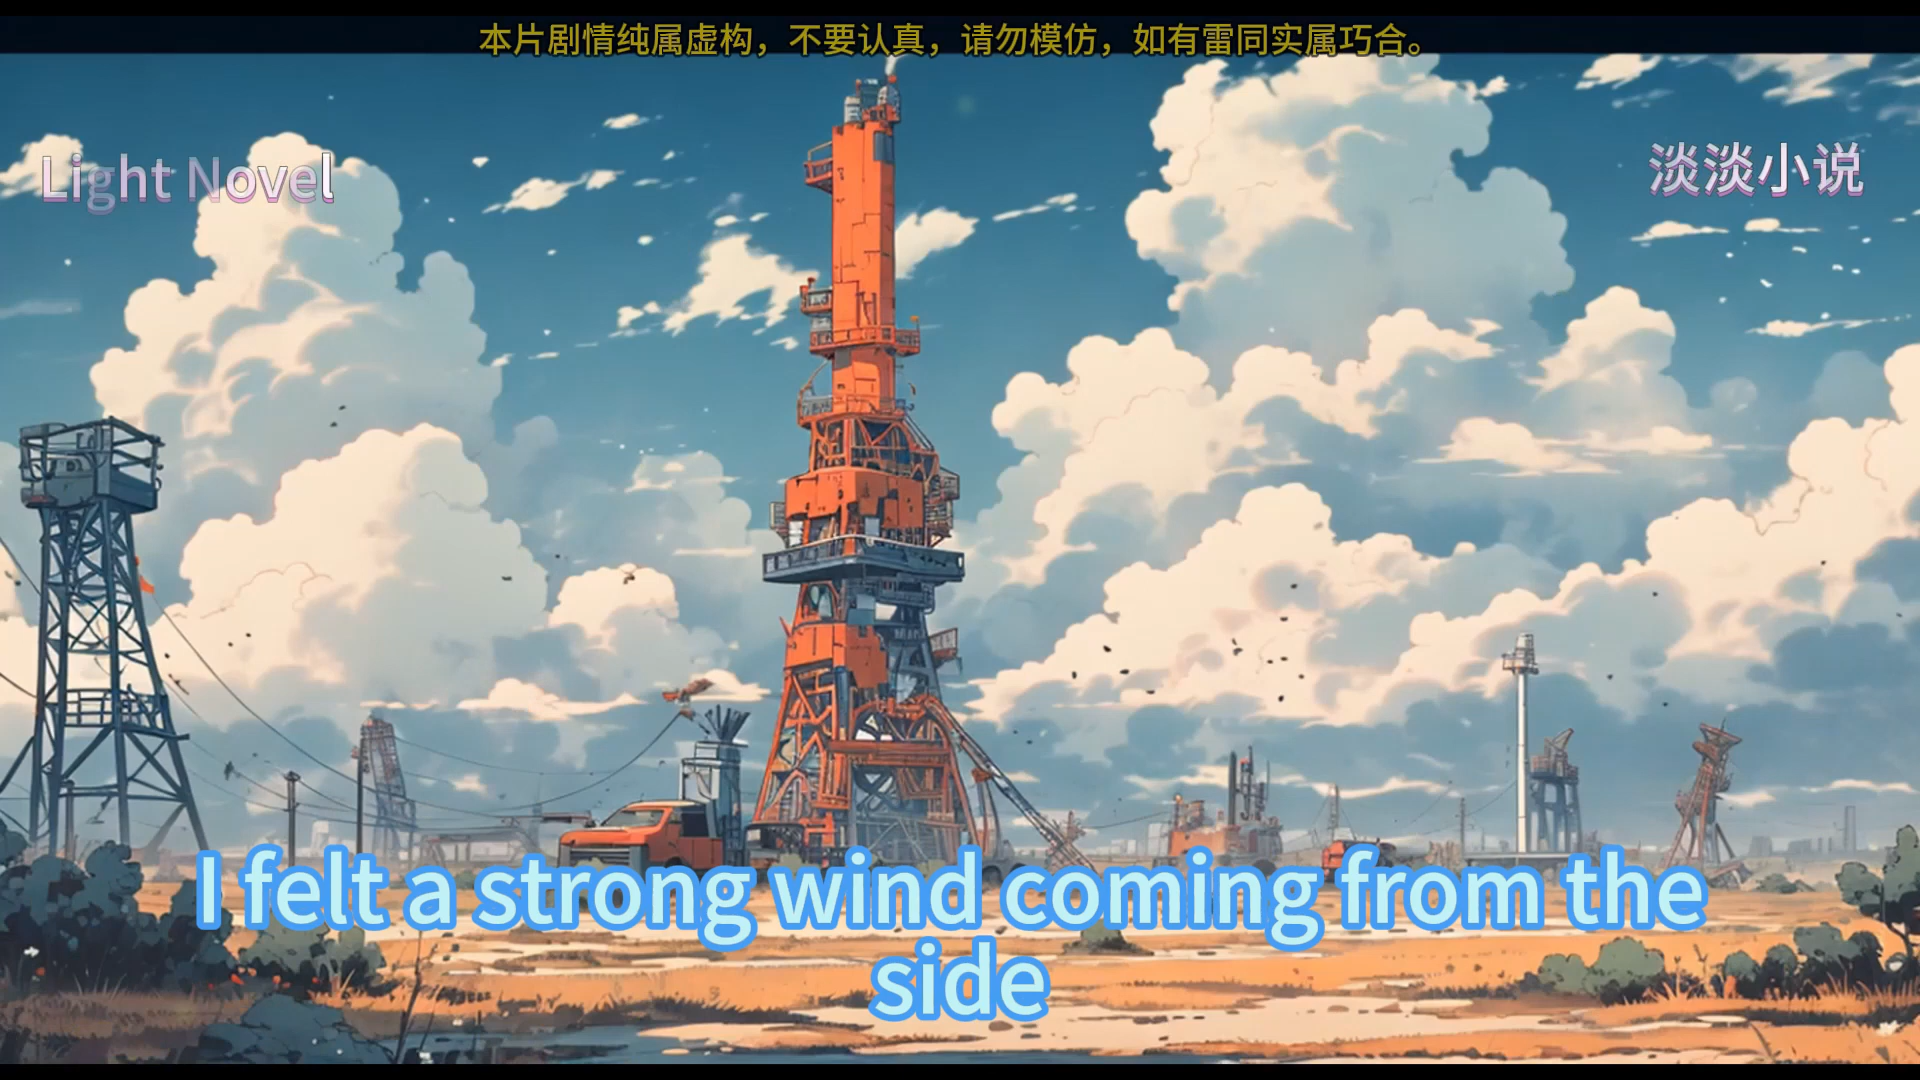 本片剧情纯属虚构，不要认真，请勿模仿，如有雷同实属巧合。
Light Novel
淡淡小说
I felt a strong wind coming from the
side